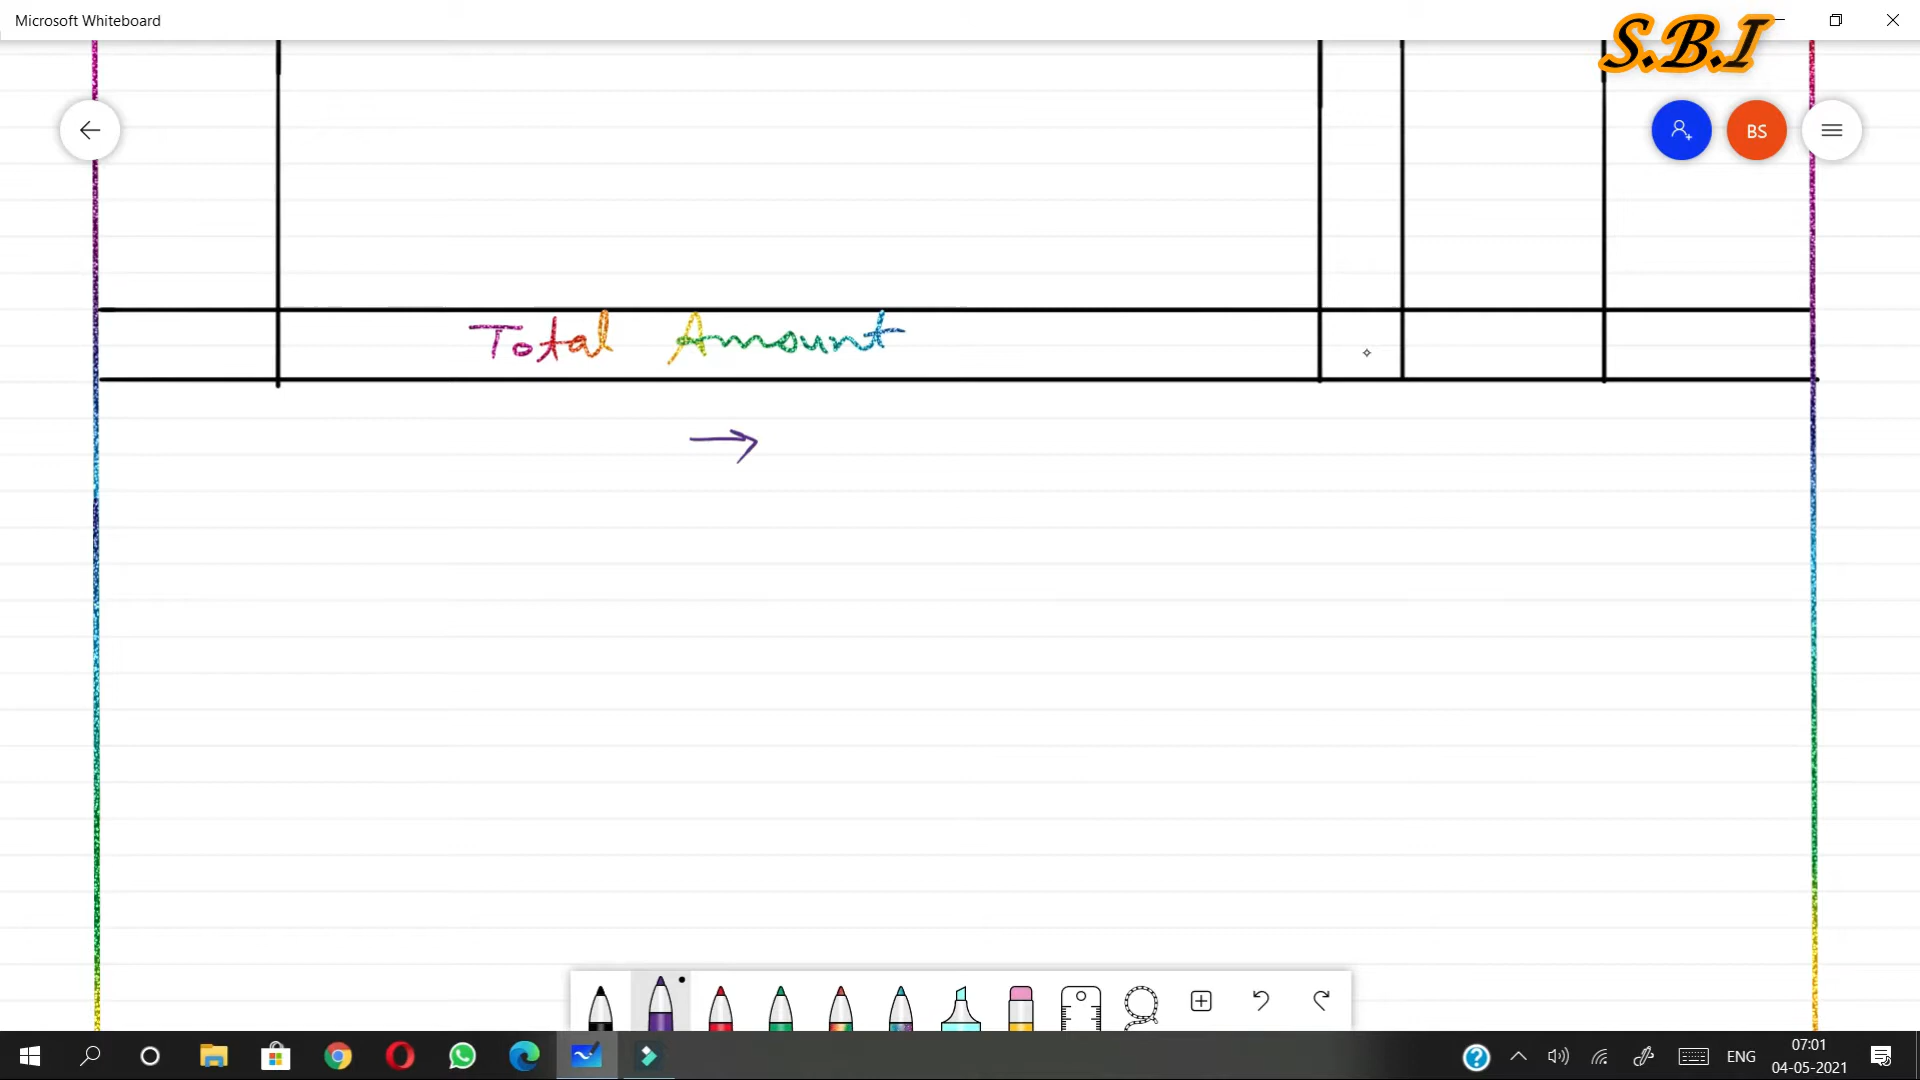 Microsoft Whiteboard
S.B.I
BS
Total Amount
→
ENG
07:01
04-05-2021